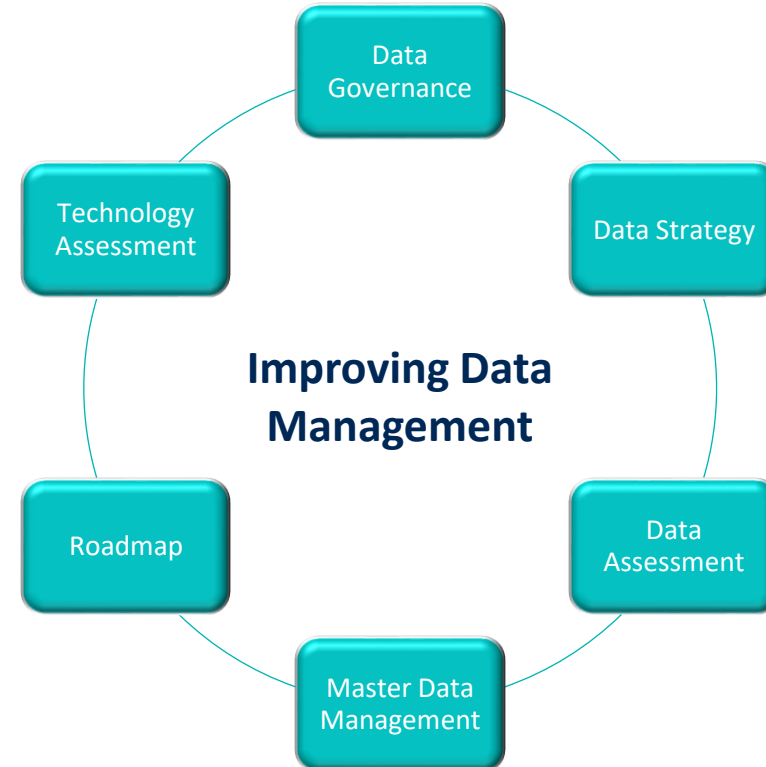 Data
Governance
Technology
Assessment
Data Strategy
Improving Data
Management
Roadmap
Data
Assessment
Master Data
Management